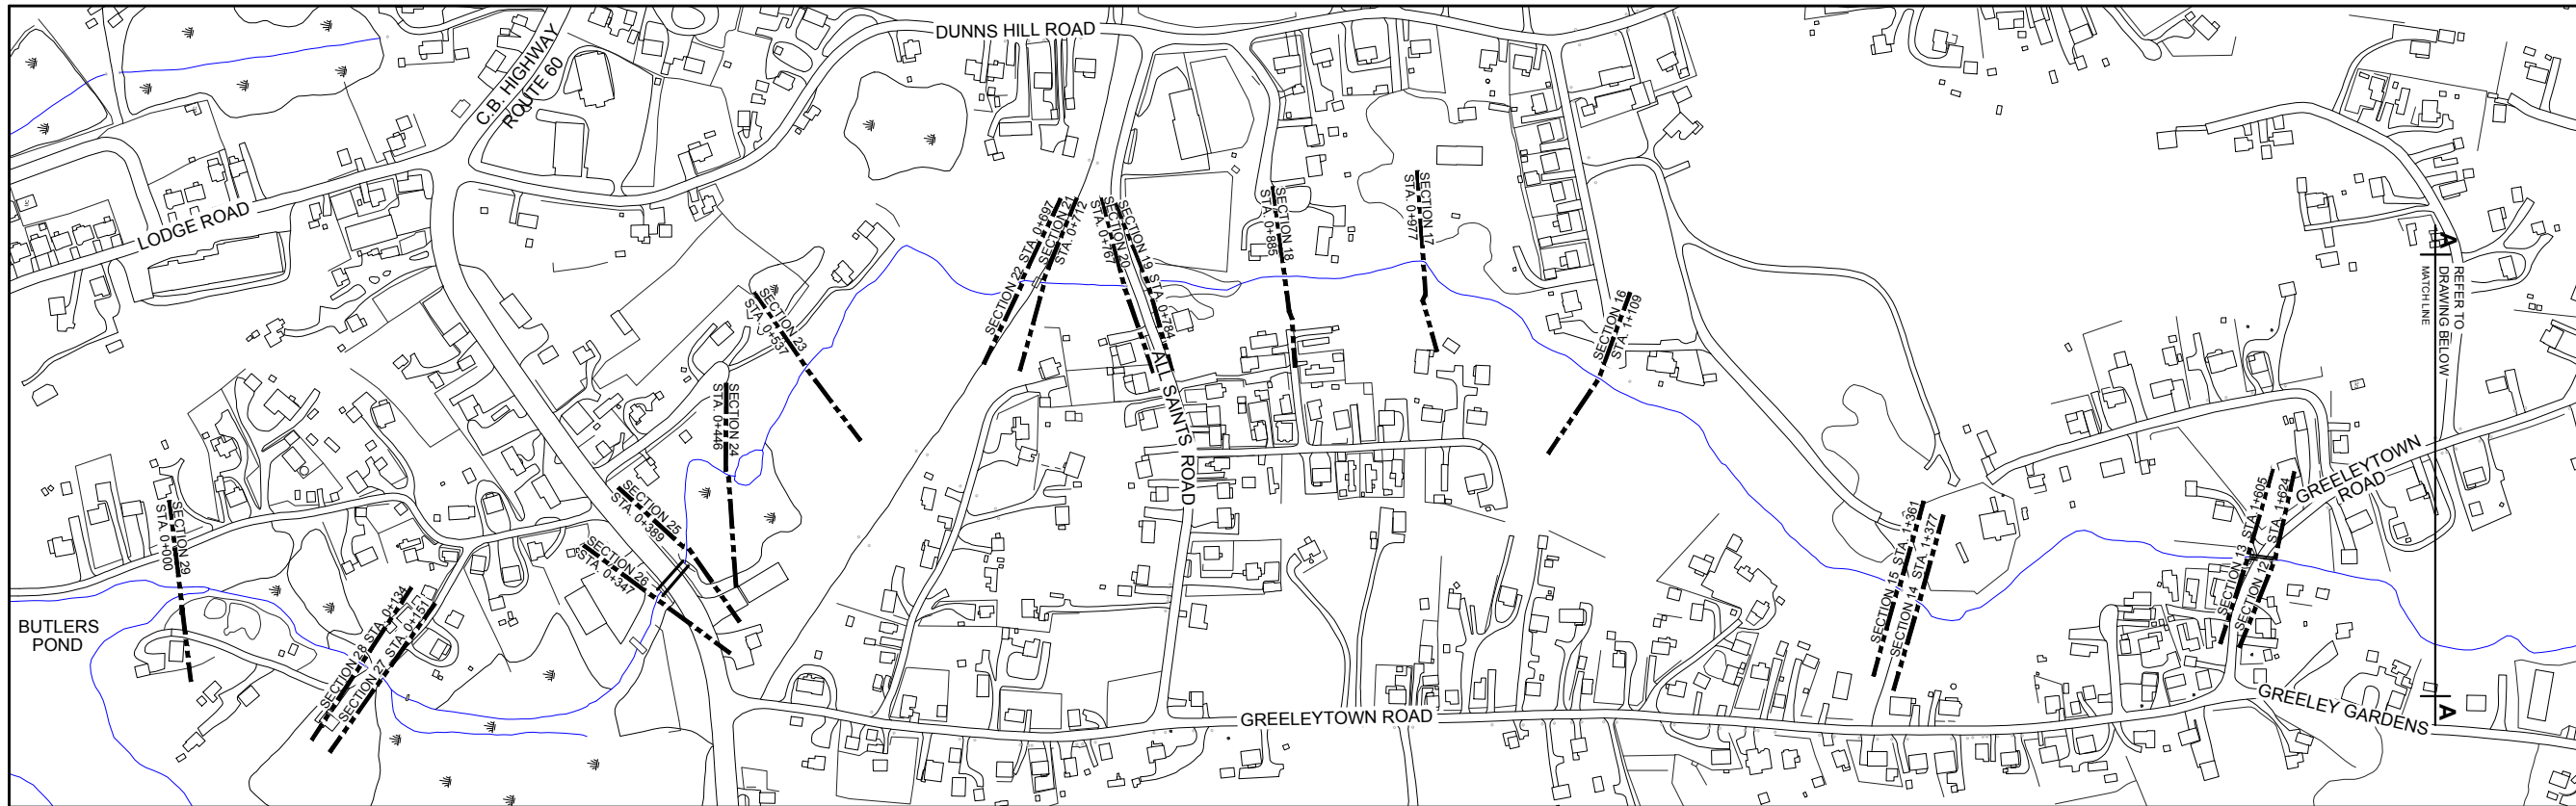 DUNNS HILL ROAD
C.B. HIGHWAY
ROUTE 60
LODGE ROAD
SECTION 22 STA. 0+697
SECTION 21
STA. 0+712
SECTION 20
STA. 0+767
SECTION 19 STA. 0+784
SECTION 18
STA. 0+885
SECTION 17
STA. 0+977
SECTION 16
STA. 1+109
SECTION 23
STA. 0+537
SECTION 24
STA. 0+446
SECTION 25
STA. 0+389
SECTION 26
STA. 0+347
SECTION 29
STA. 0+000
SECTION 28 STA. 0+134
SECTION 27 STA. 0+151
BUTLERS
POND
ALL SAINTS ROAD
SECTION 15 STA. 1+361
SECTION 14 STA. 1+377
SECTION 13 STA. 1+605
SECTION 12 STA. 1+624
GREELEYTOWN
ROAD
GREELEYTOWN ROAD
GREELEY GARDENS
A
REFER TO
DRAWING BELOW
MATCH LINE
A